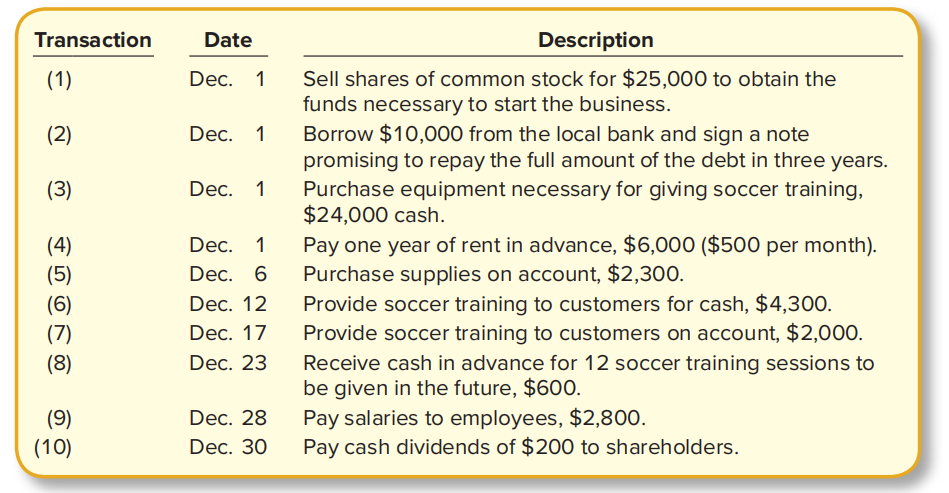 Transaction Date Description
(1) Dec. 1 Sell shares of common stock for $25,000 to obtain the
funds necessary to start the business.
(2) Dec. 1 Borrow $10,000 from the local bank and sign a note
promising to repay the full amount of the debt in three years.
(3) Dec. 1 Purchase equipment necessary for giving soccer training,
$24,000 cash.
(4) Dec. 1 Pay one year of rent in advance, $6,000 ($500 per month).
(5) Dec. 6 Purchase supplies on account, $2,300.
(6) Dec. 12 Provide soccer training to customers for cash, $4,300.
(7) Dec. 17 Provide soccer training to customers on account, $2,000.
(8) Dec. 23 Receive cash in advance for 12 soccer training sessions to
be given in the future, $600.
(9) Dec. 28 Pay salaries to employees, $2,800.
(10) Dec. 30 Pay cash dividends of $200 to shareholders.